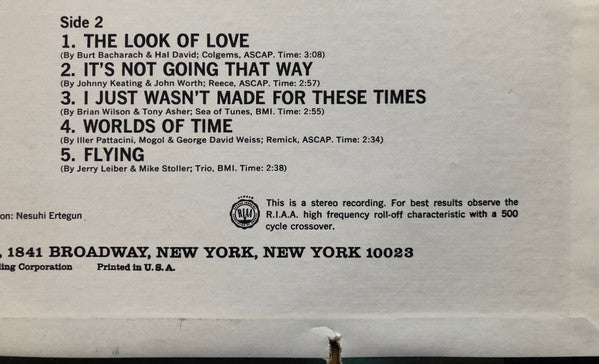 Side 2
1. THE LOOK OF LOVE
(By Burt Bacharach & Hal David; Colgems, ASCAP. Time: 3:08)
2. IT'S NOT GOING THAT WAY
(By Johnny Keating & John Worth; Reece, ASCAP. Time: 2:57)
3. I JUST WASN'T MADE FOR THESE TIMES
(By Brian Wilson & Tony Asher; Sea of Tunes, BMI. Time: 2:55)
4. WORLDS OF TIME
(By Iller Pattacini, Mogol & George David Weiss; Remick, ASCAP. Time: 2:34)
5. FLYING
(By Jerry Leiber & Mike Stoller; Trio, BMI. Time: 2:38)
on: Nesuhi Ertegun
This is a stereo recording. For best results observe the
R.I.A.A. high frequency roll-off characteristic with a 500
cycle crossover.
, 1841 BROADWAY, NEW YORK, NEW YORK 10023
ing Corporation Printed in U. S. A.